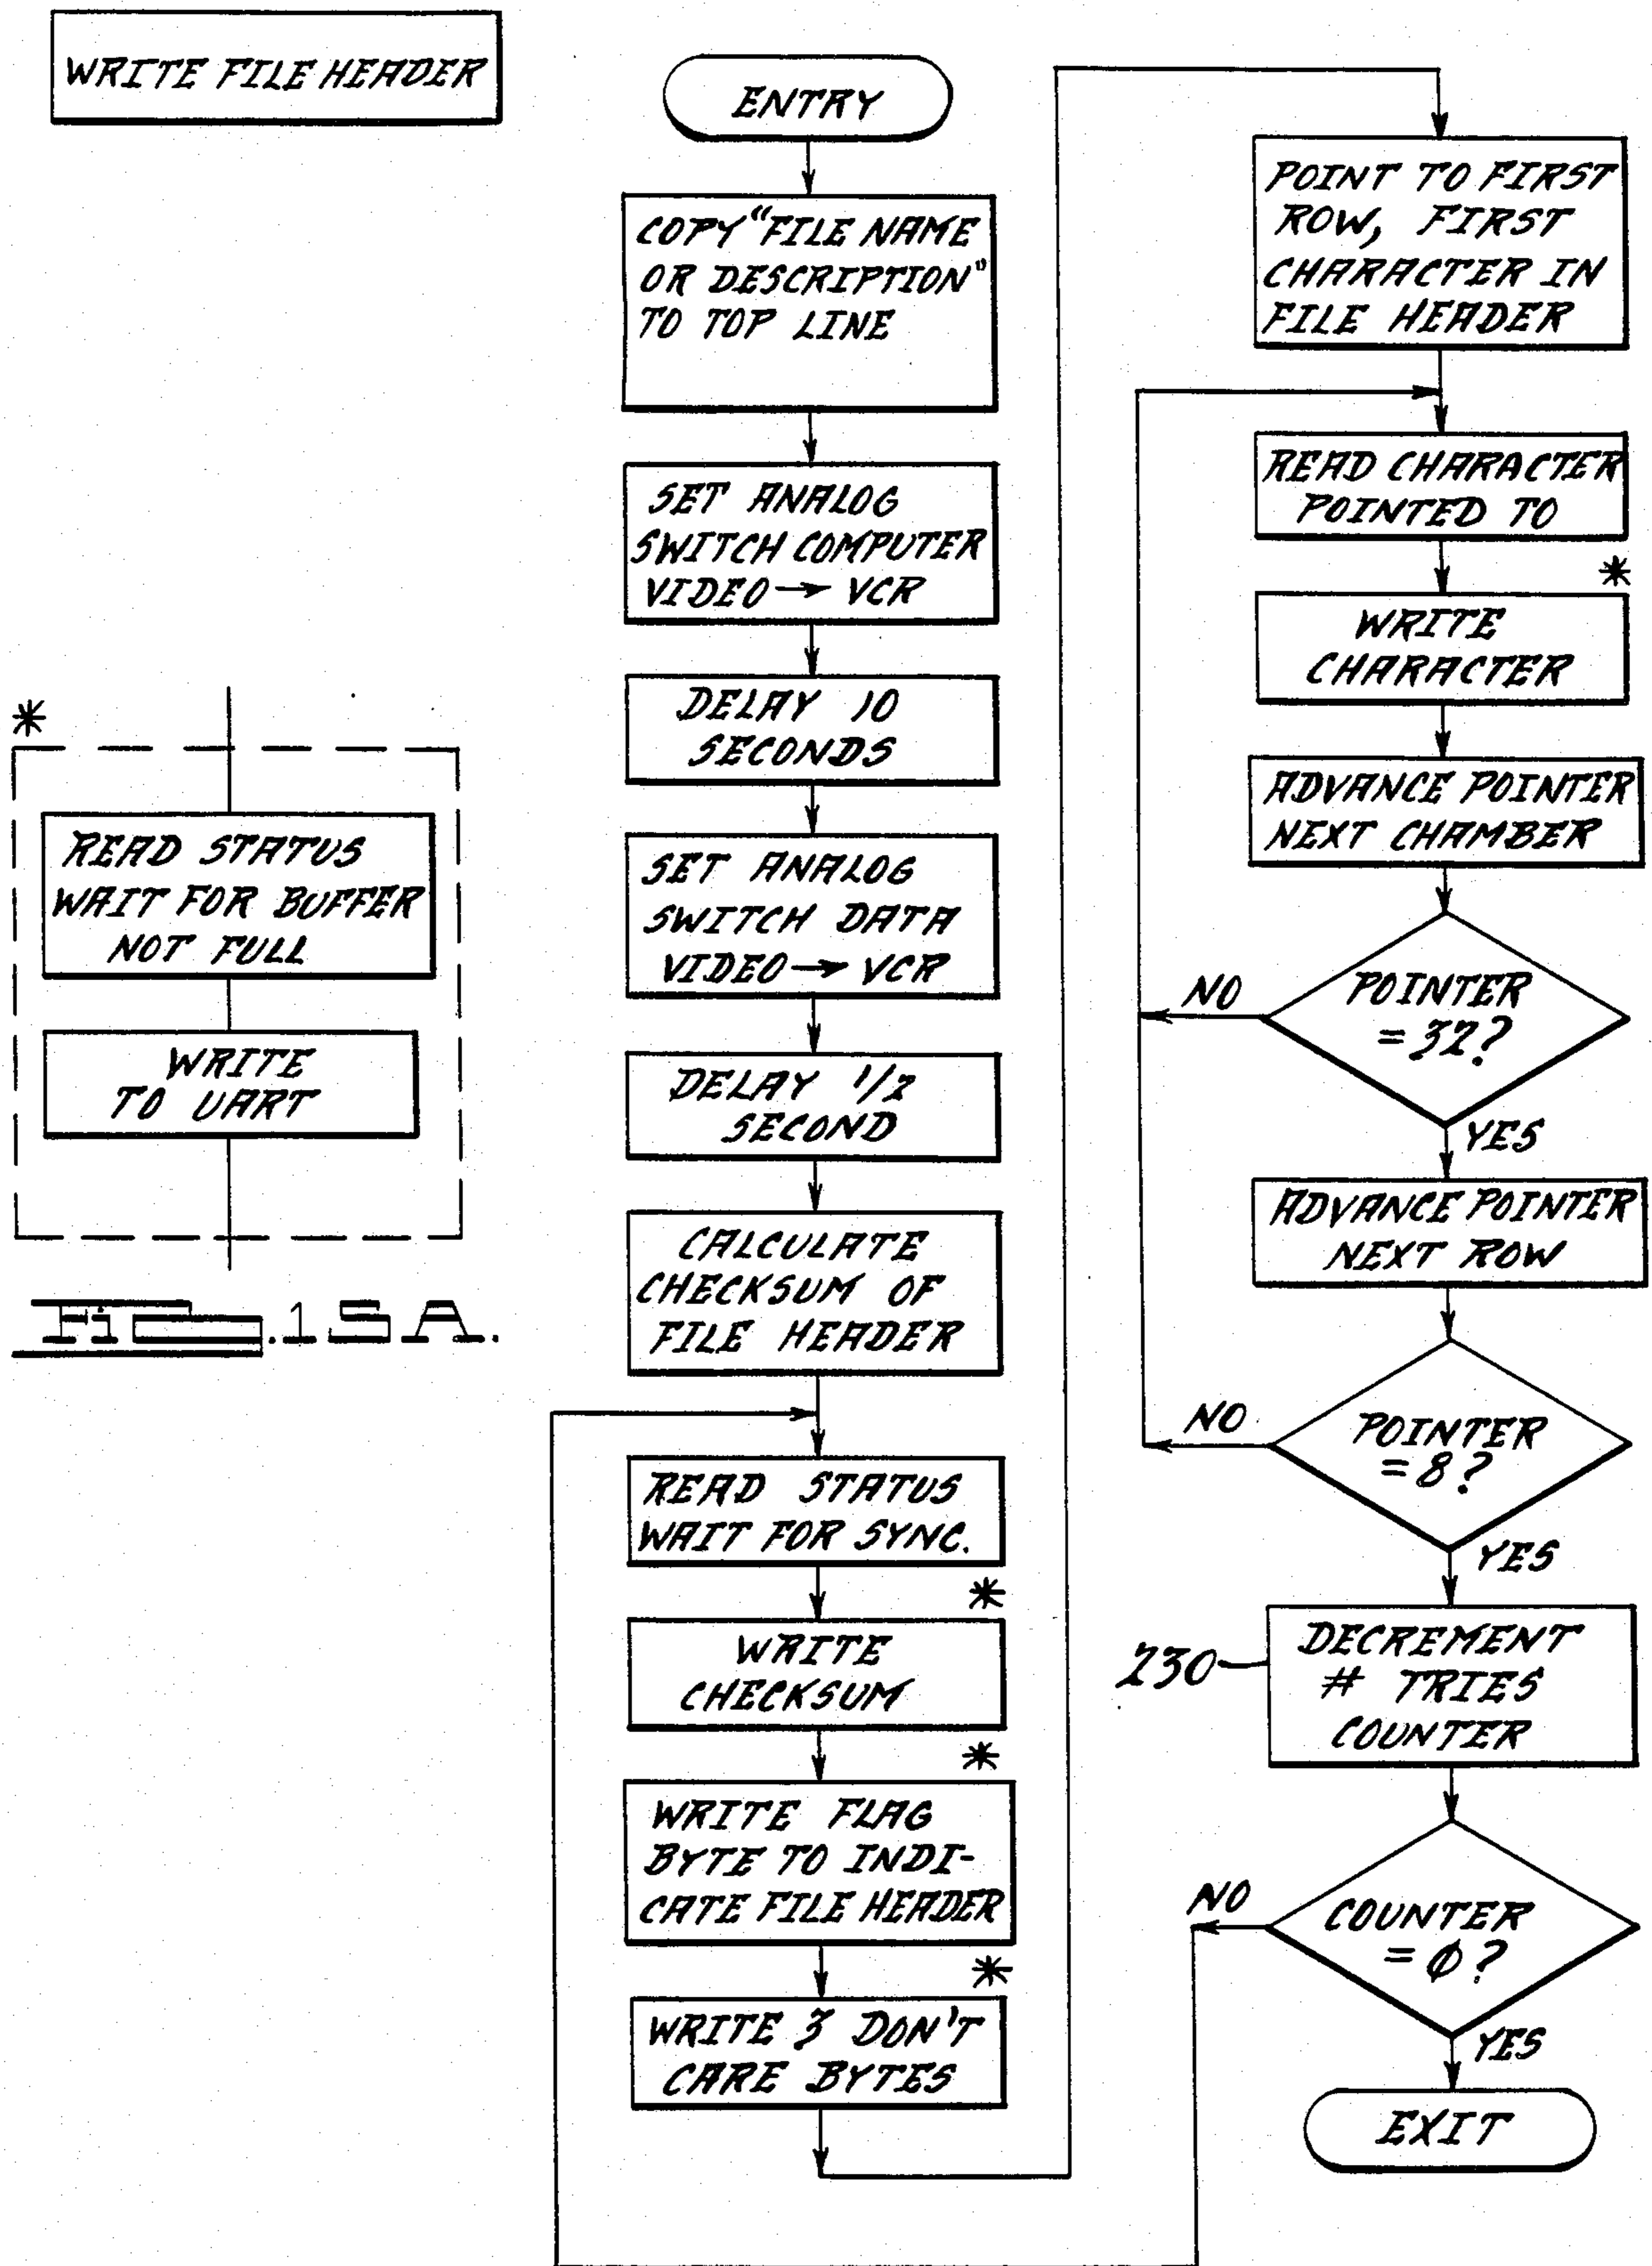 WRITE FILE HEADER
ENTRY
COPY "FILE NAME
OR DESCRIPTION"
TO TOP LINE
SET ANALOG
SWITCH COMPUTER
VIDEO → VCR
DELAY 10
SECONDS
SET ANALOG
SWITCH DATA
VIDEO → VCR
DELAY 1/2
SECOND
CALCULATE
CHECKSUM OF
FILE HEADER
READ STATUS
WAIT FOR SYNC.
*
WRITE
CHECKSUM
*
WRITE FLAG
BYTE TO INDI-
CATE FILE HEADER
*
WRITE 3 DON'T
CARE BYTES
POINT TO FIRST
ROW, FIRST
CHARACTER IN
FILE HEADER
READ CHARACTER
POINTED TO
*
WRITE
CHARACTER
ADVANCE POINTER
NEXT CHAMBER
POINTER
= 32?
NO
YES
ADVANCE POINTER
NEXT ROW
POINTER
= 8?
NO
YES
230
DECREMENT
# TRIES
COUNTER
COUNTER
= Ø?
NO
YES
EXIT
*
READ STATUS
WAIT FOR BUFFER
NOT FULL
WRITE
TO UART
FIG. 13A.